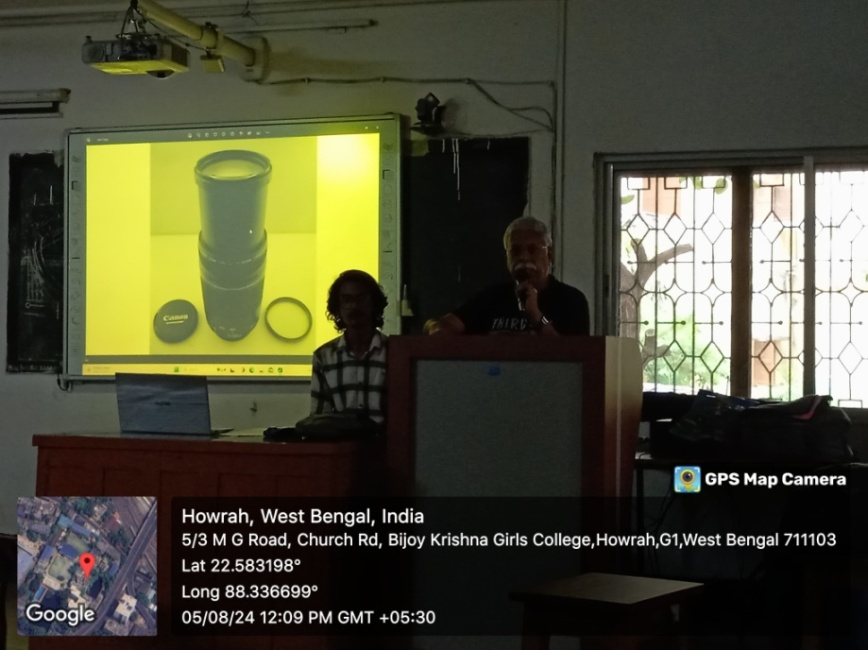 Canon
THIRD
GPS Map Camera
Howrah, West Bengal, India
5/3 M G Road, Church Rd, Bijoy Krishna Girls College,Howrah,G1,West Bengal 711103
Lat 22.583198°
Long 88.336699°
05/08/24 12:09 PM GMT +05:30
Google